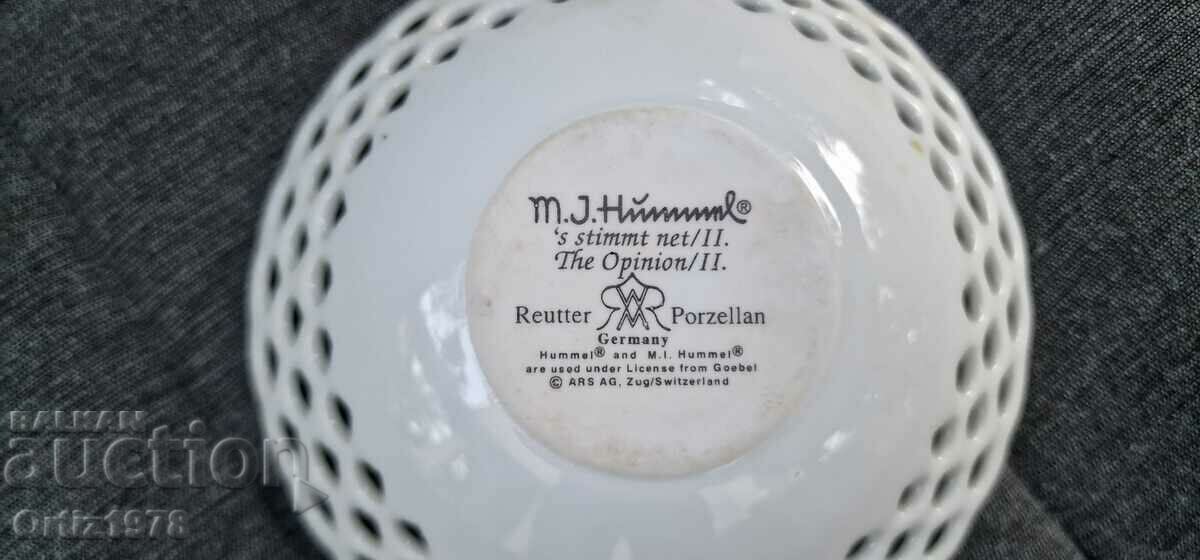 M.J. Hummel®
's stimmt net/II.
The Opinion/II.
Reutter Porzellan
Germany
Hummel® and M.I. Hummel®
are used under License from Goebel
© ARS AG, Zug/Switzerland
BALKAN
auction
Ortiz1978